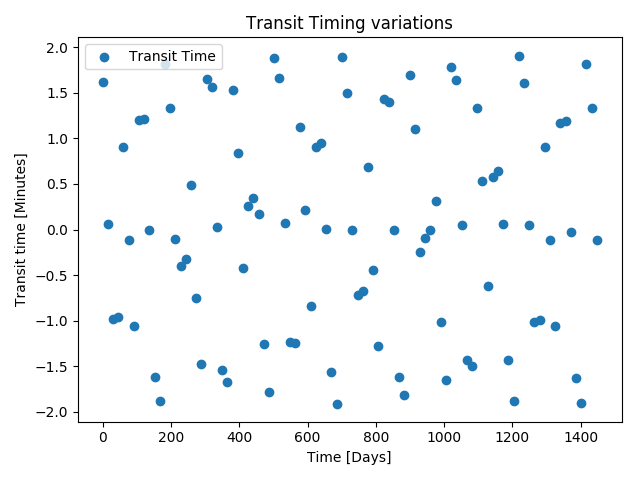 Transit Timing variations
Transit Time
Transit time [Minutes]
2.0
1.5
1.0
0.5
0.0
−0.5
−1.0
−1.5
−2.0
0 200 400 600 800 1000 1200 1400
Time [Days]